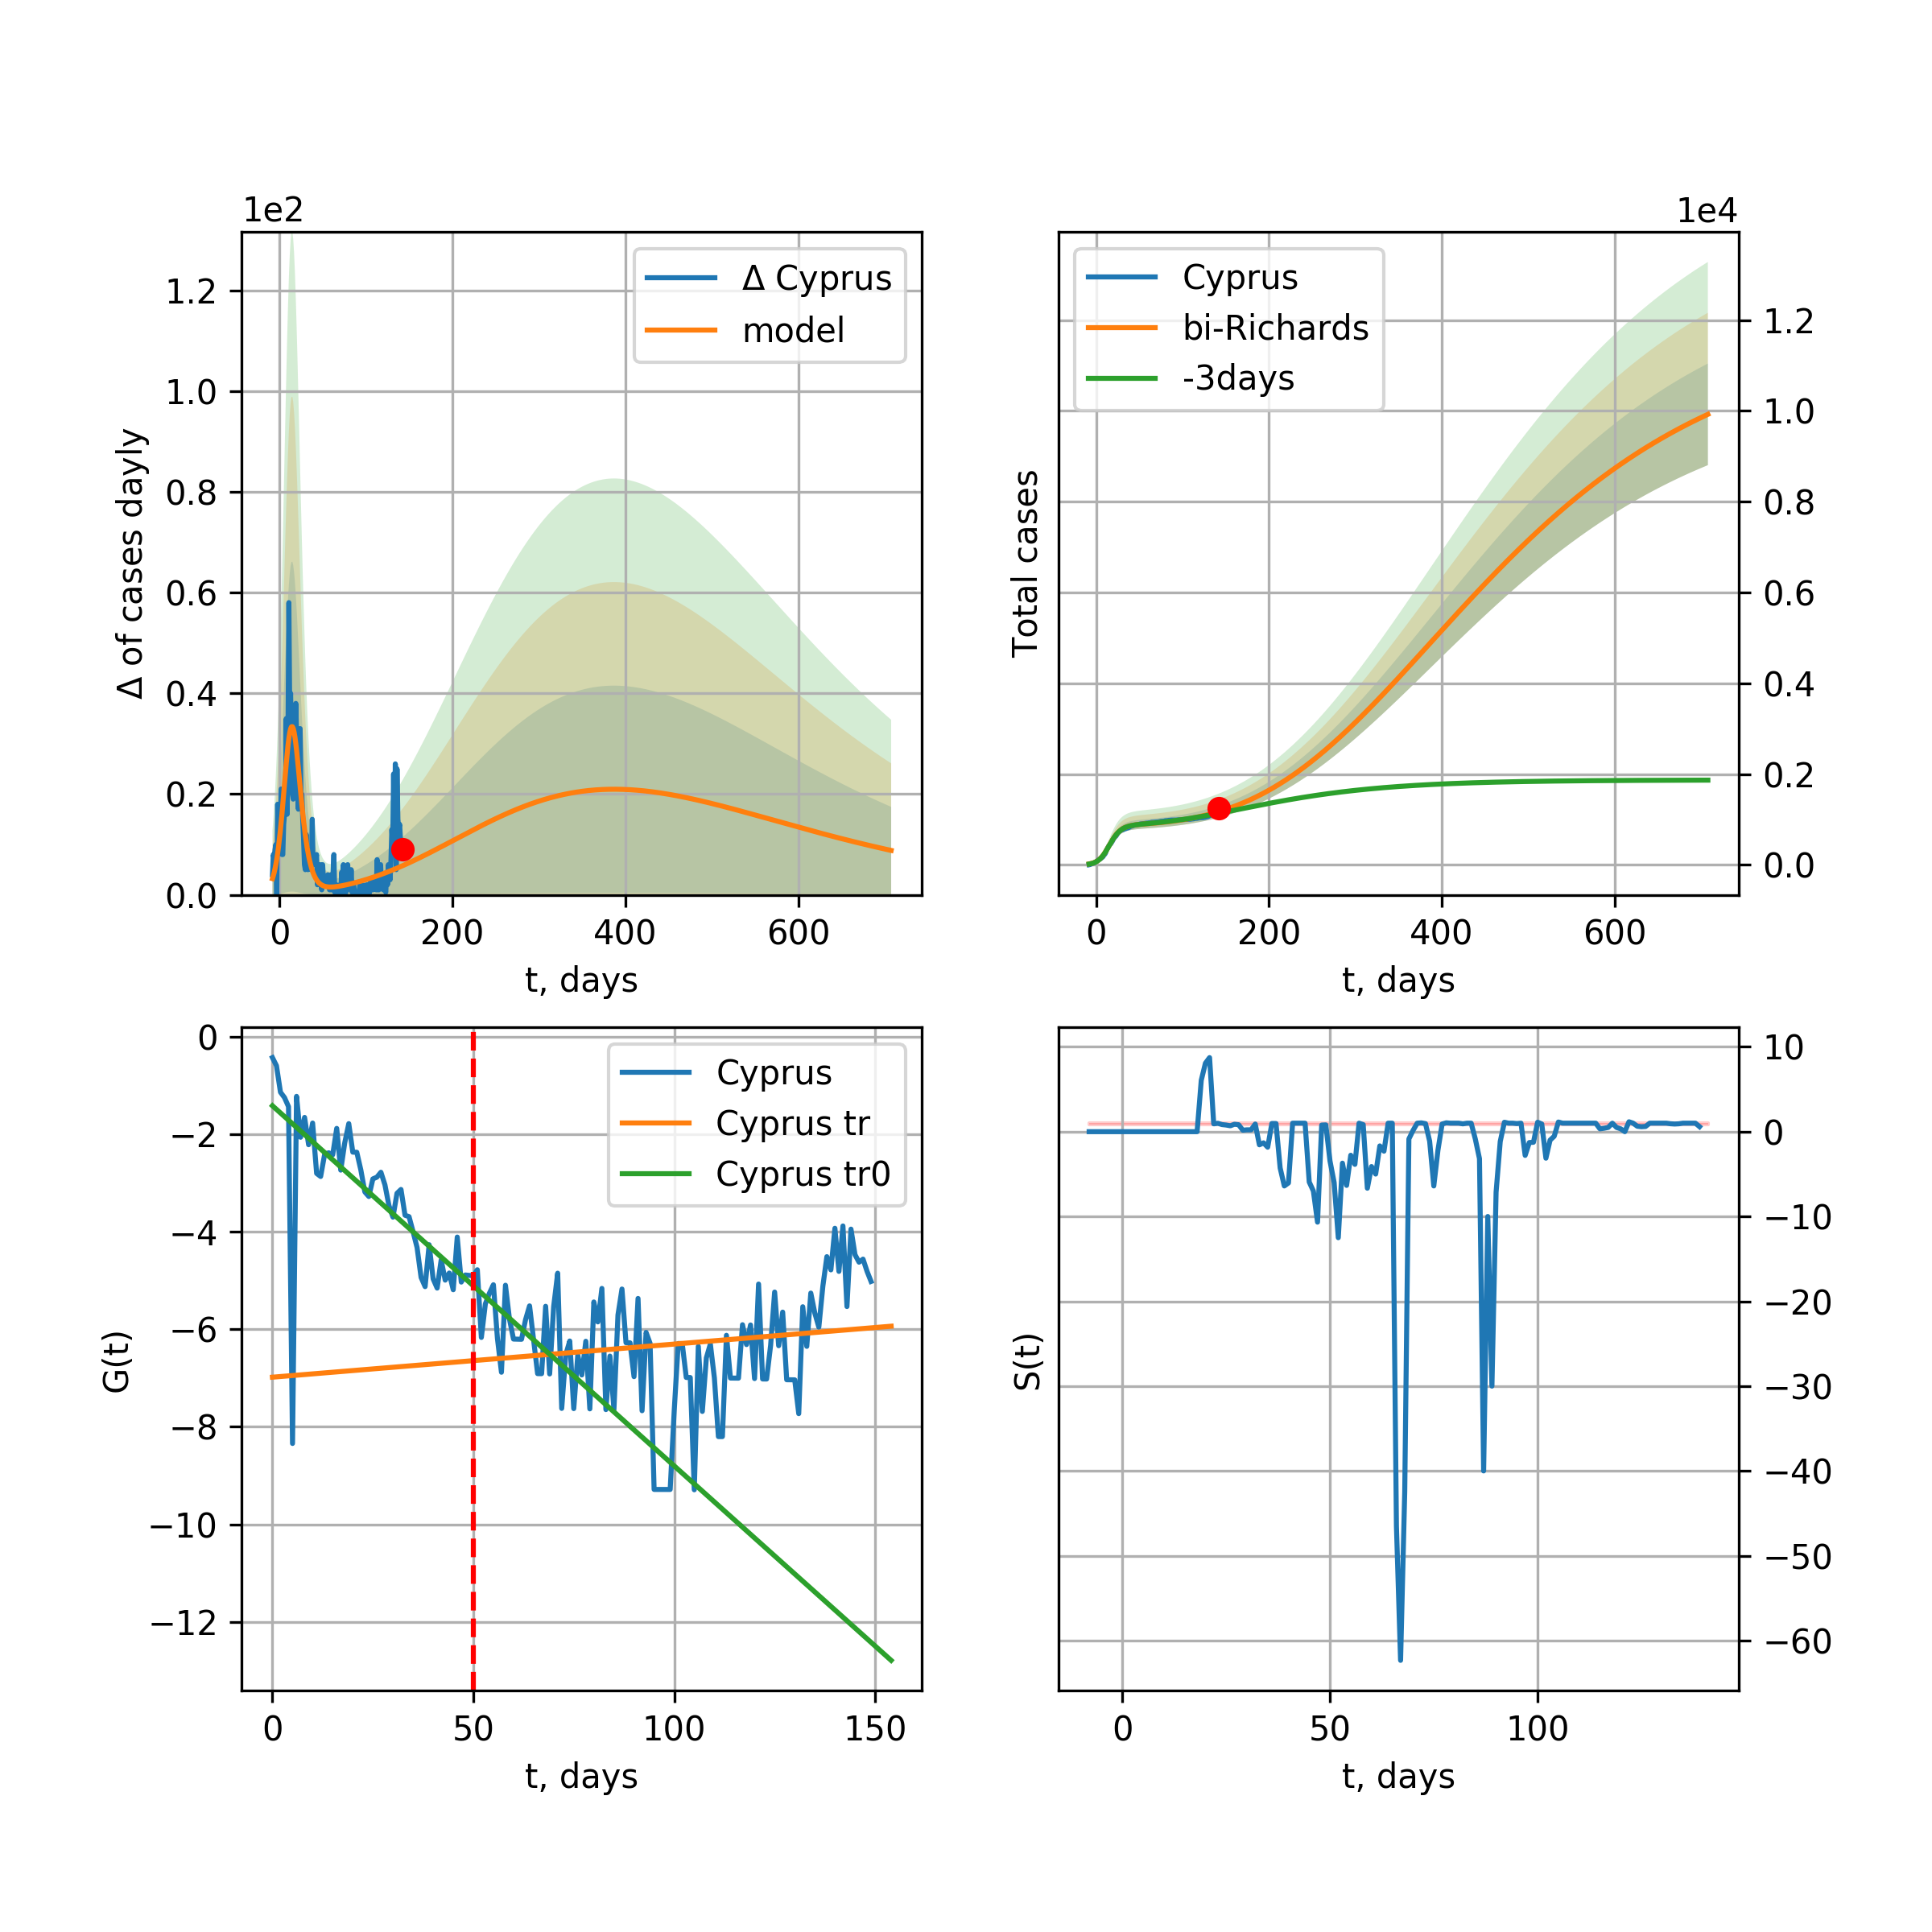 1e2
Δ of cases dayly
1.2
1.0
0.8
0.6
0.4
0.2
0.0
0 200 400 600
t, days
Δ Cyprus
model
1e4
Total cases
Cyprus
bi-Richards
-3days
1.2
1.0
0.8
0.6
0.4
0.2
0.0
0 200 400 600
t, days
G(t)
0
−2
−4
−6
−8
−10
−12
0 50 100 150
t, days
Cyprus
Cyprus tr
Cyprus tr0
S(t)
10
0
−10
−20
−30
−40
−50
−60
0 50 100
t, days